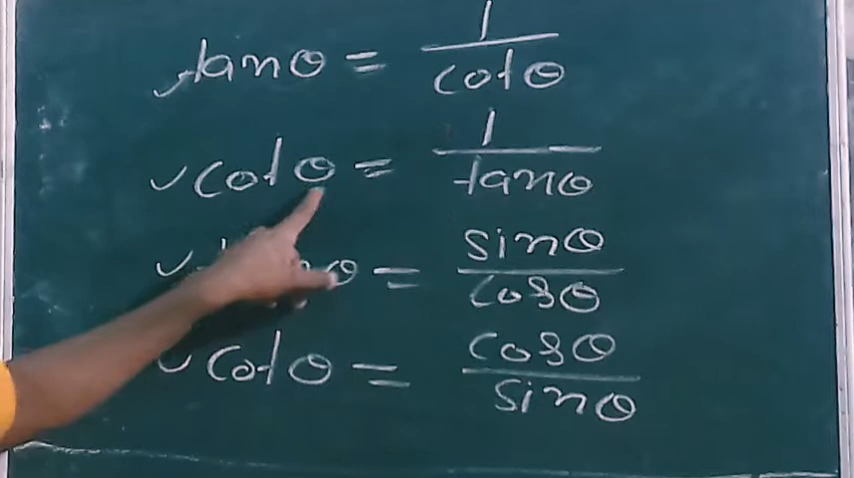 ✓tanθ = 1/cotθ
✓cotθ = 1/tanθ
✓ θ = sinθ/cosθ
✓cotθ = cosθ/sinθ